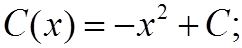 C(x) = −x² + C;